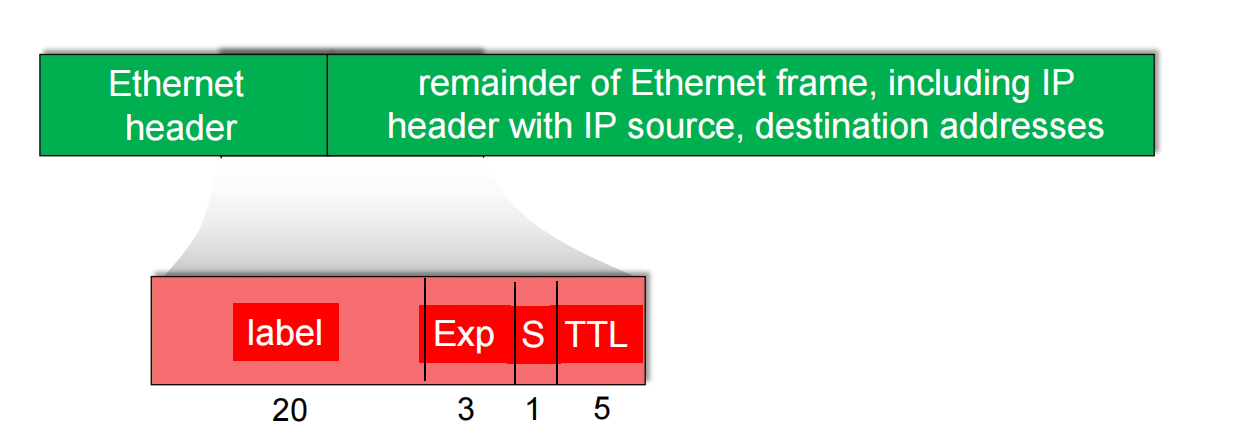 Ethernet
header
remainder of Ethernet frame, including IP
header with IP source, destination addresses
label Exp S TTL
20 3 1 5